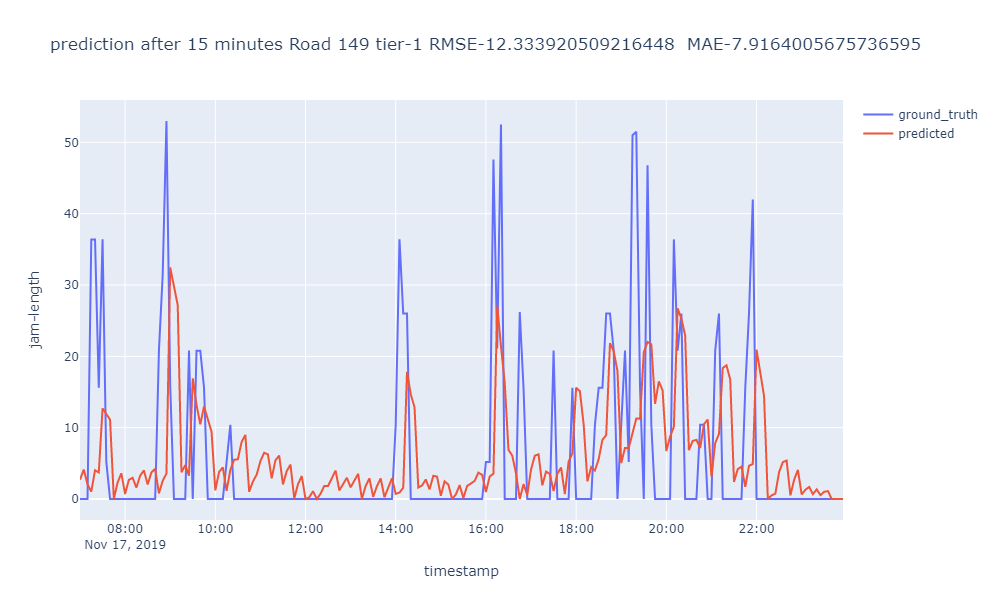 prediction after 15 minutes Road 149 tier-1 RMSE-12.333920509216448  MAE-7.9164005675736595
ground_truth
predicted
50
40
30
20
10
0
jam-length
08:00 10:00 12:00 14:00 16:00 18:00 20:00 22:00
Nov 17, 2019
timestamp